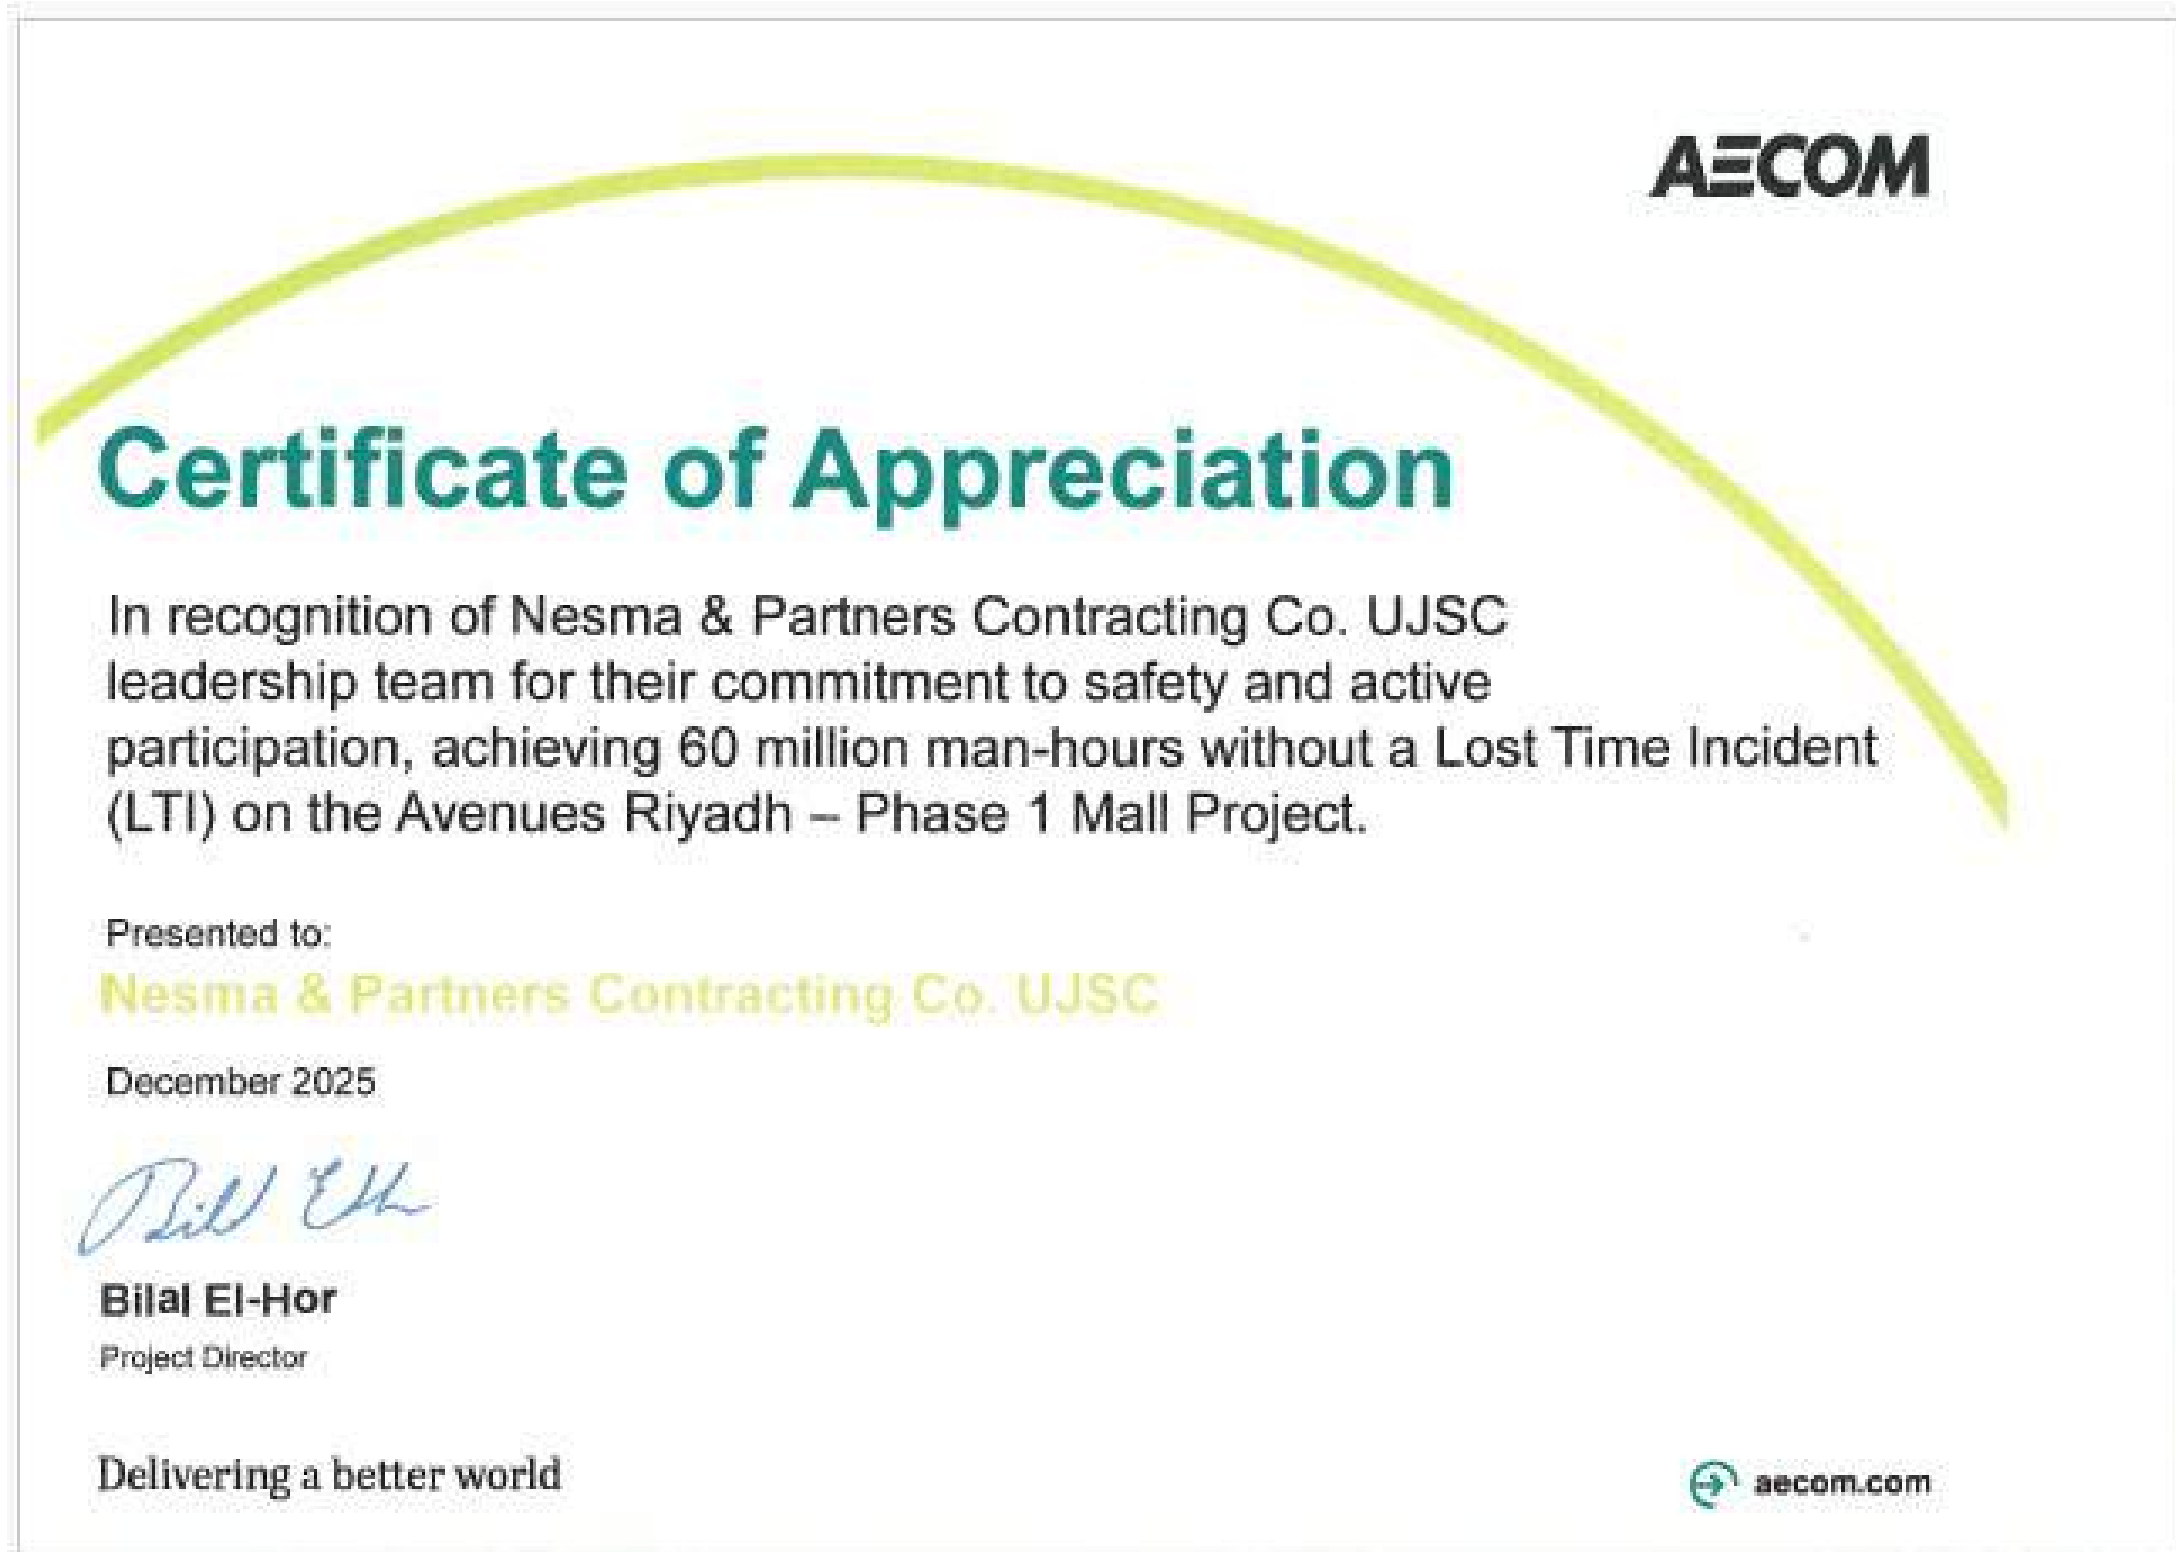 AECOM
Certificate of Appreciation
In recognition of Nesma & Partners Contracting Co. UJSC
leadership team for their commitment to safety and active
participation, achieving 60 million man-hours without a Lost Time Incident
(LTI) on the Avenues Riyadh – Phase 1 Mall Project.
Presented to:
Nesma & Partners Contracting Co. UJSC
December 2025
Bilal El-Hor
Project Director
Delivering a better world
aecom.com